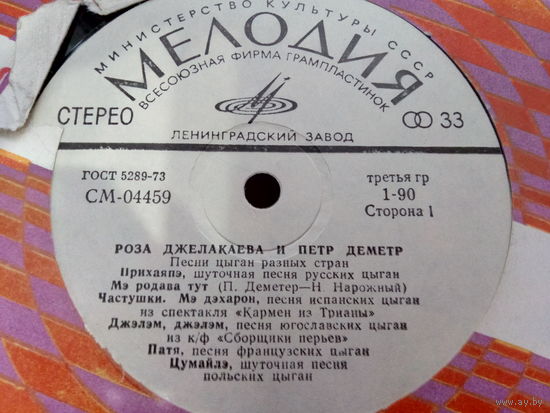 МИНИСТЕРСТВО КУЛЬТУРЫ СССР
МЕЛОДИЯ
ВСЕСОЮЗНАЯ ФИРМА ГРАМПЛАСТИНОК
СТЕРЕО
33
ЛЕНИНГРАДСКИЙ ЗАВОД
ГОСТ 5289-73
СМ-04459
третья гр
1-90
Сторона 1
РОЗА ДЖЕЛАКАЕВА И ПЕТР ДЕМЕТР
Песни цыган разных стран
Прихаяпэ, шуточная песня русских цыган
Мэ родава тут (П. Деметер—Н. Нарожный)
Частушки. Мэ дэхарон, песня испанских цыган
из спектакля «Кармен из Трианы»
Джэлэм, джэлэм, песня югославских цыган
из к/ф «Сборщики перьев»
Патя, песня французских цыган
Цумайлэ, шуточная песня
польских цыган
www.ay.by